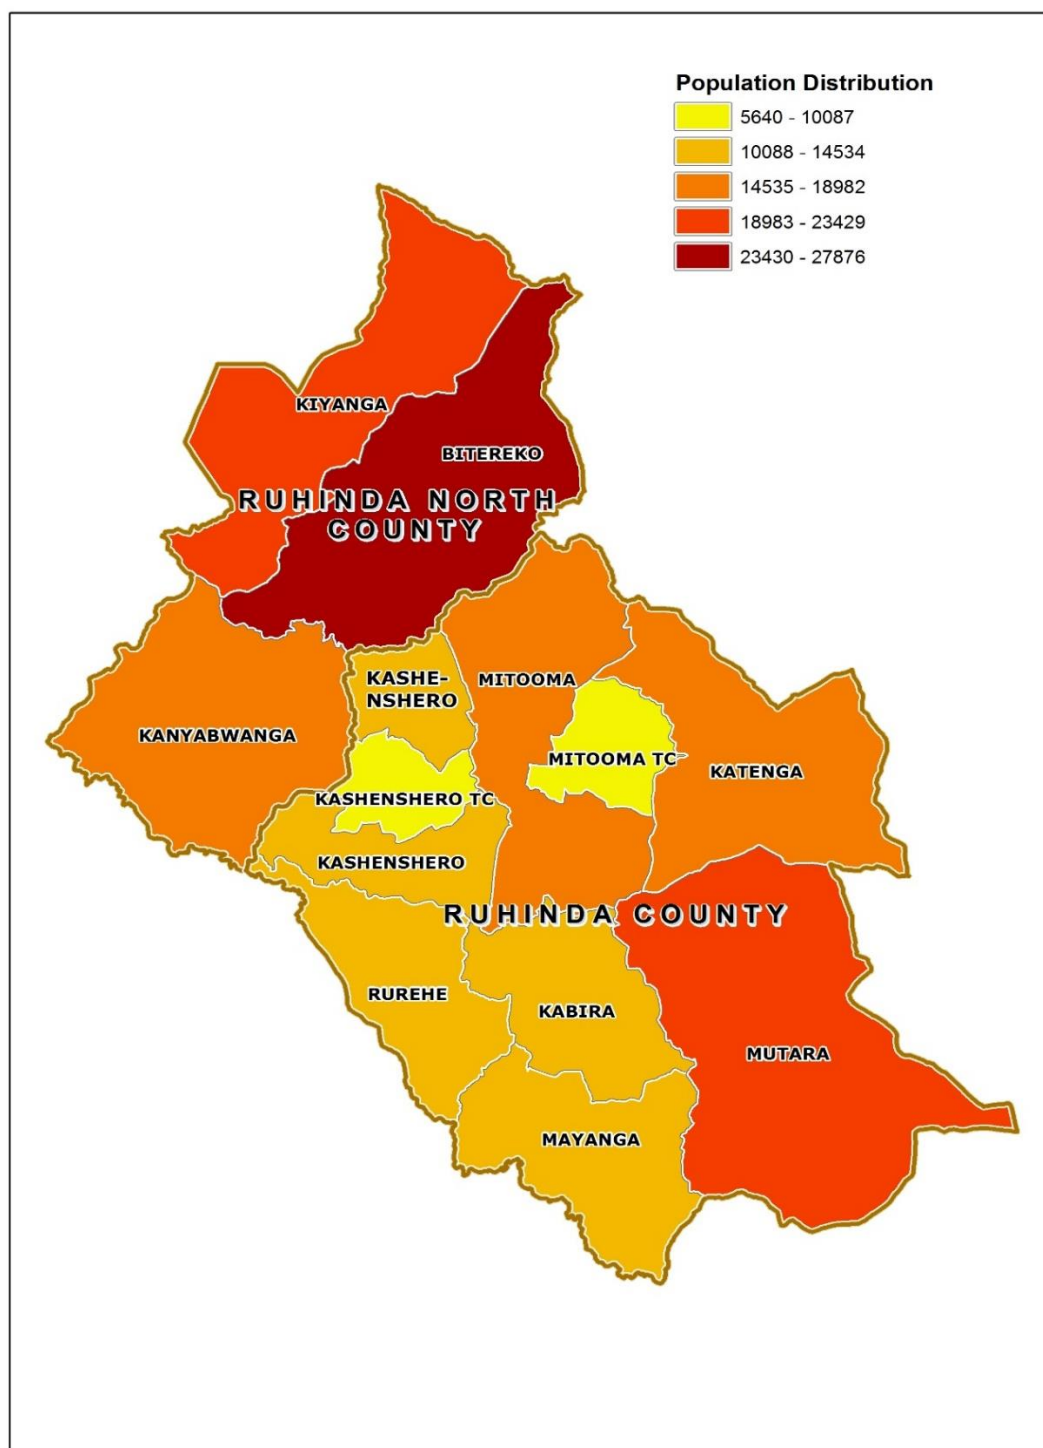 Population Distribution
5640 - 10087
10088 - 14534
14535 - 18982
18983 - 23429
23430 - 27876
KIYANGA
BITEREKO
RUHINDA NORTH
COUNTY
KASHE-
NSHERO
MITOOMA
KANYABWANGA
MITOOMA TC
KATENGA
KASHENSHERO TC
KASHENSHERO
RUHINDA COUNTY
RUREHE
KABIRA
MUTARA
MAYANGA